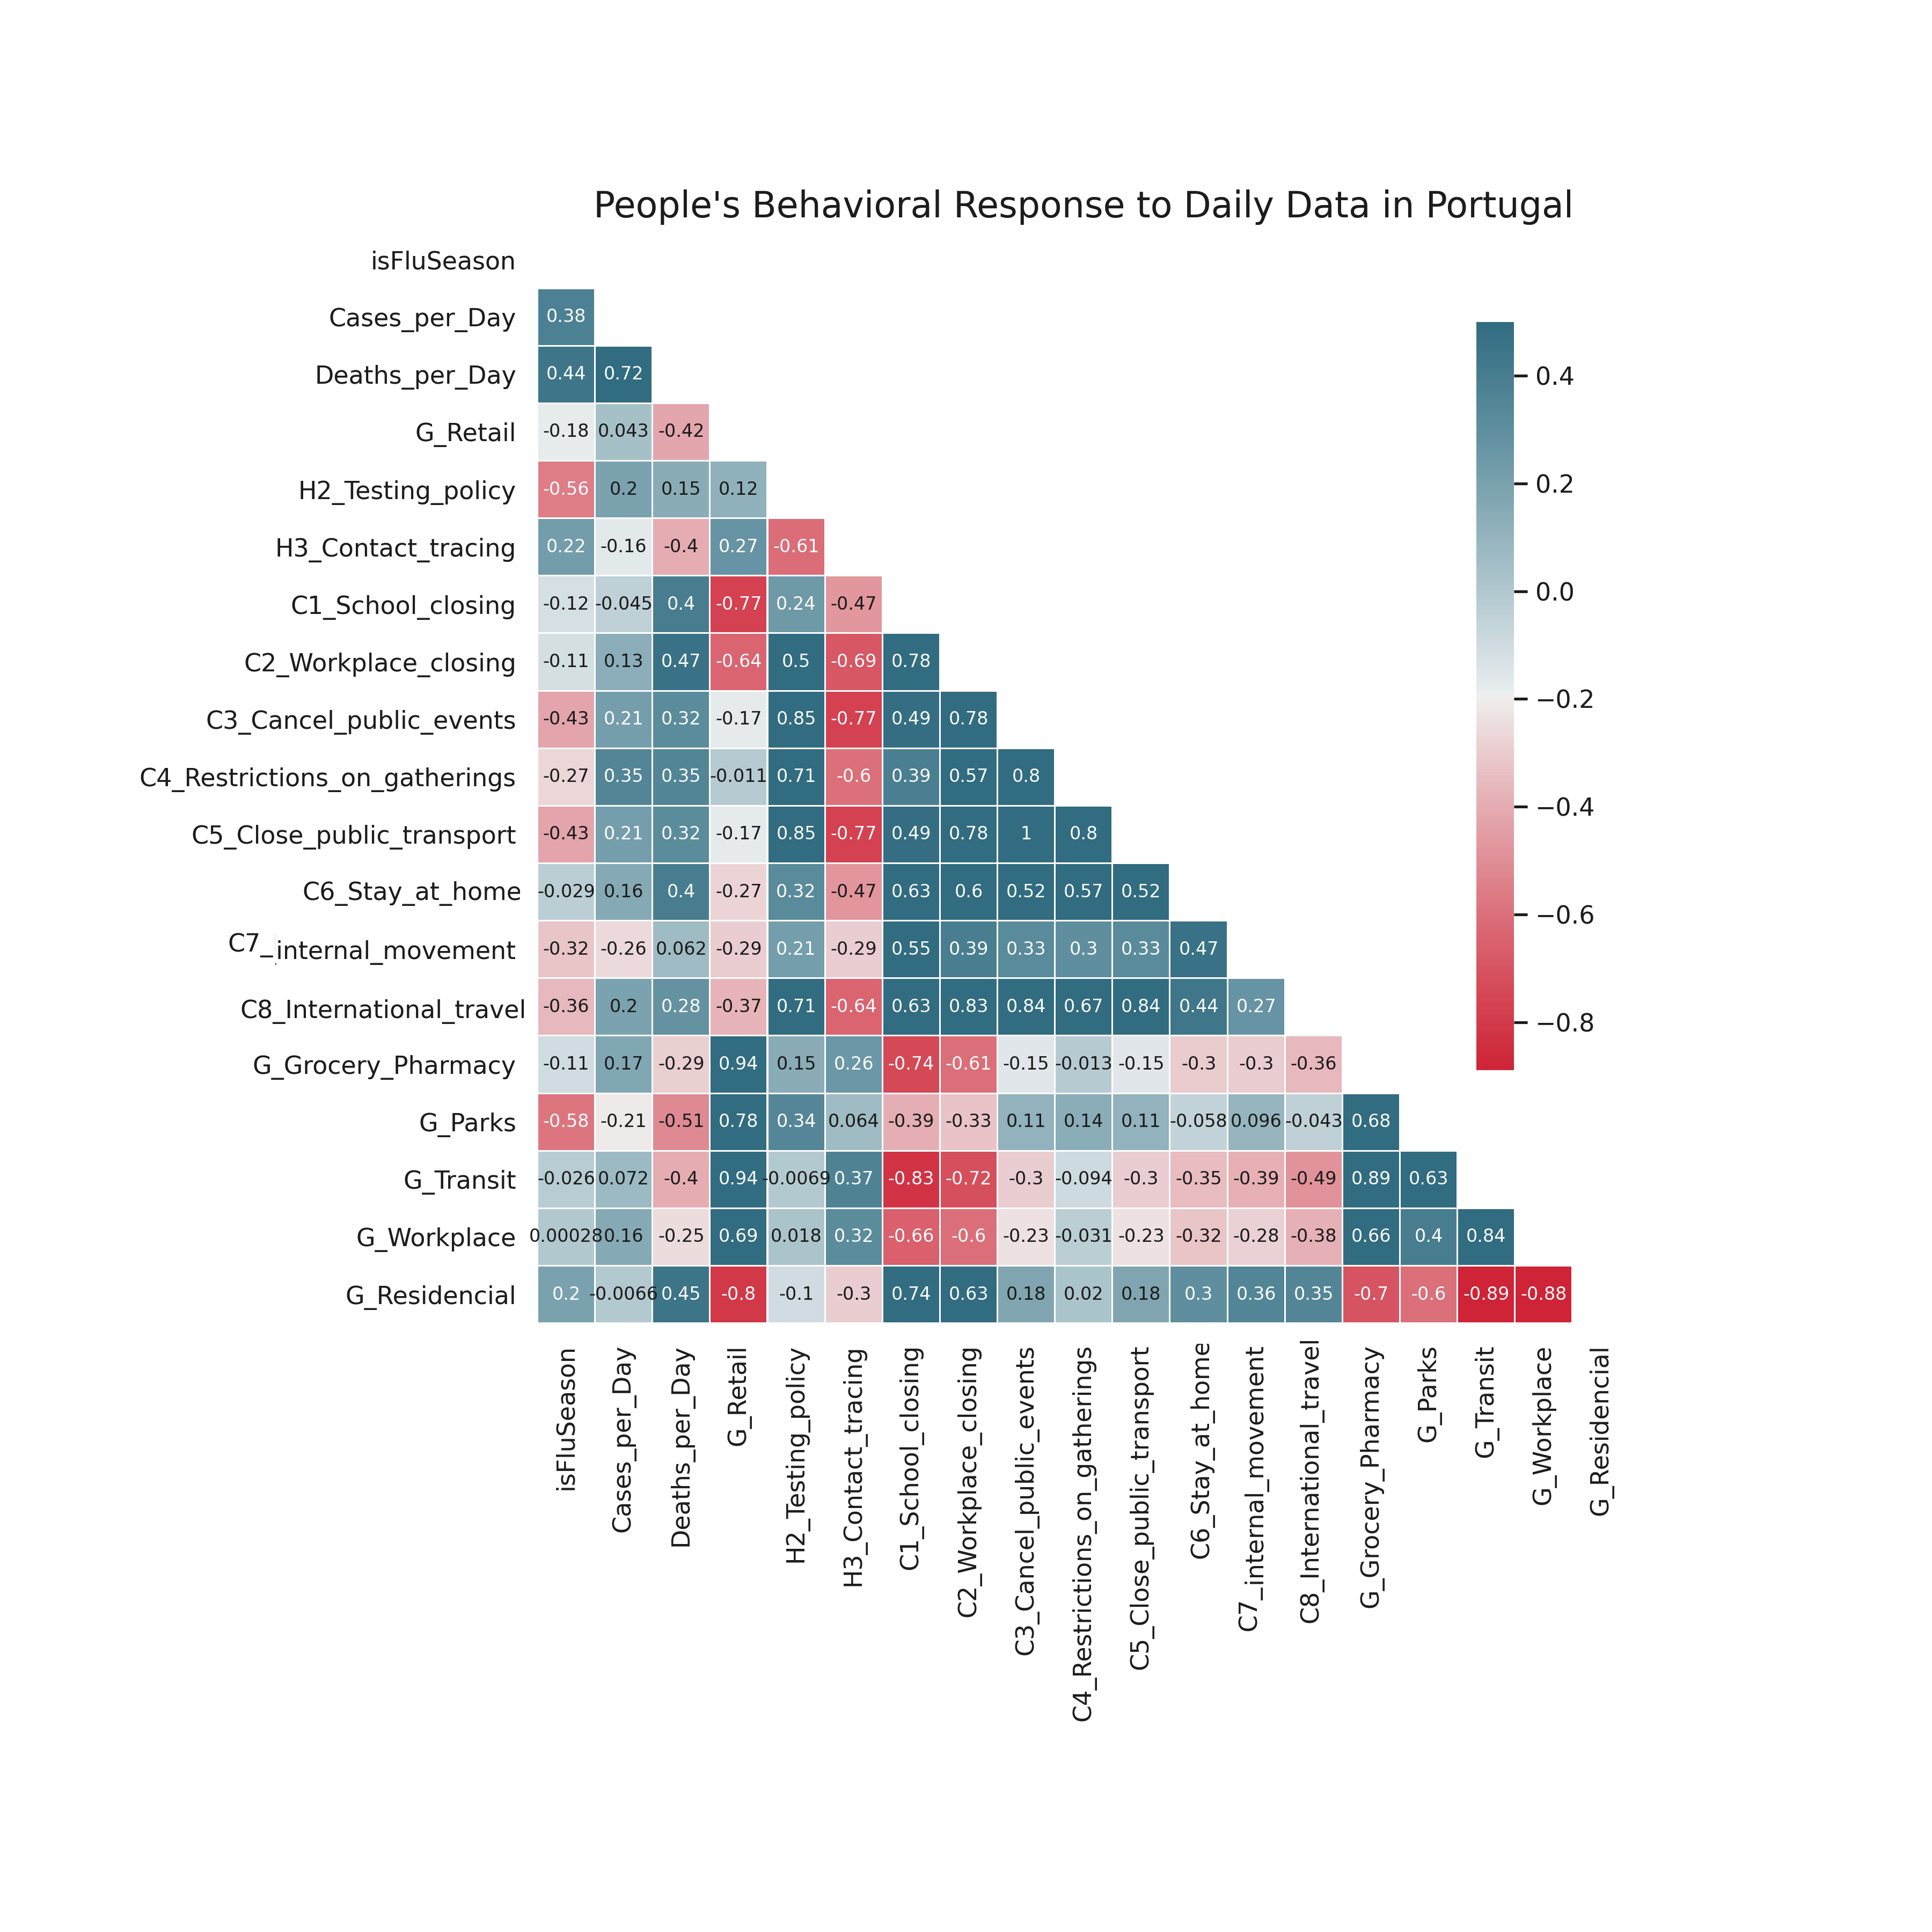 People's Behavioral Response to Daily Data in Portugal
isFluSeason
Cases_per_Day 0.38
Deaths_per_Day 0.44 0.72
G_Retail -0.18 0.043 -0.42
H2_Testing_policy -0.56 0.2 0.15 0.12
H3_Contact_tracing 0.22 -0.16 -0.4 0.27 -0.61
C1_School_closing -0.12 -0.045 0.4 -0.77 0.24 -0.47
C2_Workplace_closing -0.11 0.13 0.47 -0.64 0.5 -0.69 0.78
C3_Cancel_public_events -0.43 0.21 0.32 -0.17 0.85 -0.77 0.49 0.78
C4_Restrictions_on_gatherings -0.27 0.35 0.35 -0.011 0.71 -0.6 0.39 0.57 0.8
C5_Close_public_transport -0.43 0.21 0.32 -0.17 0.85 -0.77 0.49 0.78 1 0.8
C6_Stay_at_home -0.029 0.16 0.4 -0.27 0.32 -0.47 0.63 0.6 0.52 0.57 0.52
C7_internal_movement -0.32 -0.26 0.062 -0.29 0.21 -0.29 0.55 0.39 0.33 0.3 0.33 0.47
C8_International_travel -0.36 0.2 0.28 -0.37 0.71 -0.64 0.63 0.83 0.84 0.67 0.84 0.44 0.27
G_Grocery_Pharmacy -0.11 0.17 -0.29 0.94 0.15 0.26 -0.74 -0.61 -0.15 -0.013 -0.15 -0.3 -0.3 -0.36
G_Parks -0.58 -0.21 -0.51 0.78 0.34 0.064 -0.39 -0.33 0.11 0.14 0.11 -0.058 0.096 -0.043 0.68
G_Transit -0.026 0.072 -0.4 0.94 -0.0069 0.37 -0.83 -0.72 -0.3 -0.094 -0.3 -0.35 -0.39 -0.49 0.89 0.63
G_Workplace 0.00028 0.16 -0.25 0.69 0.018 0.32 -0.66 -0.6 -0.23 -0.031 -0.23 -0.32 -0.28 -0.38 0.66 0.4 0.84
G_Residencial 0.2 -0.0066 0.45 -0.8 -0.1 -0.3 0.74 0.63 0.18 0.02 0.18 0.3 0.36 0.35 -0.7 -0.6 -0.89 -0.88
isFluSeason
Cases_per_Day
Deaths_per_Day
G_Retail
H2_Testing_policy
H3_Contact_tracing
C1_School_closing
C2_Workplace_closing
C3_Cancel_public_events
C4_Restrictions_on_gatherings
C5_Close_public_transport
C6_Stay_at_home
C7_internal_movement
C8_International_travel
G_Grocery_Pharmacy
G_Parks
G_Transit
G_Workplace
G_Residencial
0.4
0.2
0.0
−0.2
−0.4
−0.6
−0.8